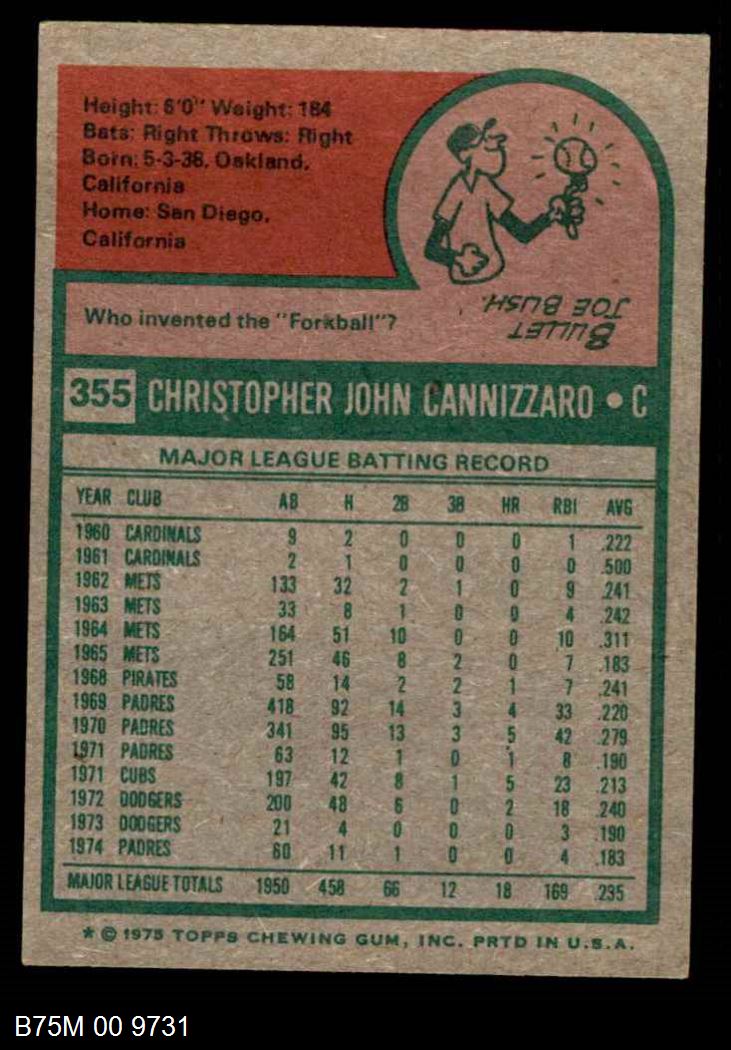 Height: 6'0" Weight: 184
Bats: Right Throws: Right
Born: 5-3-38, Oakland,
California
Home: San Diego,
California
Who invented the "Forkball"?
BULLET
JOE BUSH.
355 CHRISTOPHER JOHN CANNIZZARO • C
MAJOR LEAGUE BATTING RECORD
YEAR CLUB AB H 2B 3B HR RBI AVG
1960 CARDINALS 9 2 0 0 0 1 .222
1961 CARDINALS 2 1 0 0 0 0 .500
1962 METS 133 32 2 1 0 9 .241
1963 METS 33 8 1 0 0 4 .242
1964 METS 164 51 10 0 0 10 .311
1965 METS 251 46 8 2 0 7 .183
1968 PIRATES 58 14 2 2 1 7 .241
1969 PADRES 418 92 14 3 4 33 .220
1970 PADRES 341 95 13 3 5 42 .279
1971 PADRES 63 12 1 0 1 8 .190
1971 CUBS 197 42 8 1 5 23 .213
1972 DODGERS 200 48 6 0 2 18 .240
1973 DODGERS 21 4 0 0 0 3 .190
1974 PADRES 60 11 1 0 0 4 .183
MAJOR LEAGUE TOTALS 1950 458 66 12 18 169 .235
* © 1975 TOPPS CHEWING GUM, INC. PRTD IN U.S.A.
B75M 00 9731